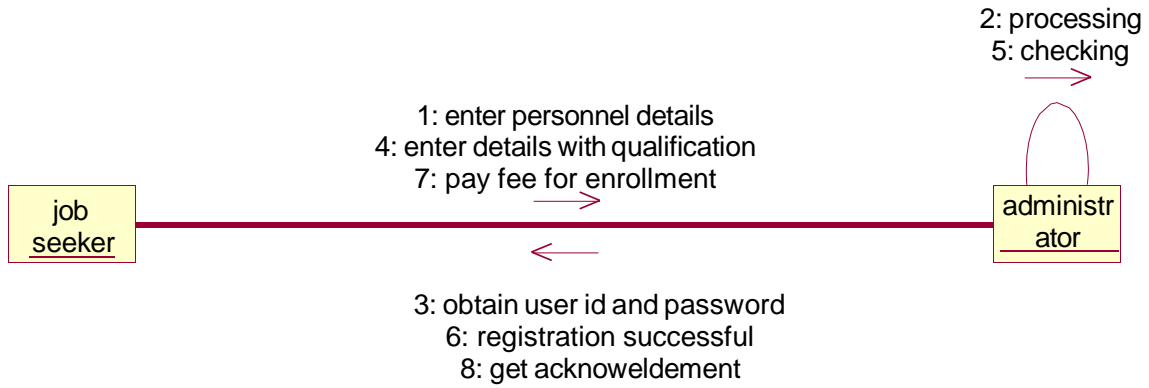 2: processing
5: checking
1: enter personnel details
4: enter details with qualification
7: pay fee for enrollment
job
seeker
administr
ator
3: obtain user id and password
6: registration successful
8: get acknoweldement